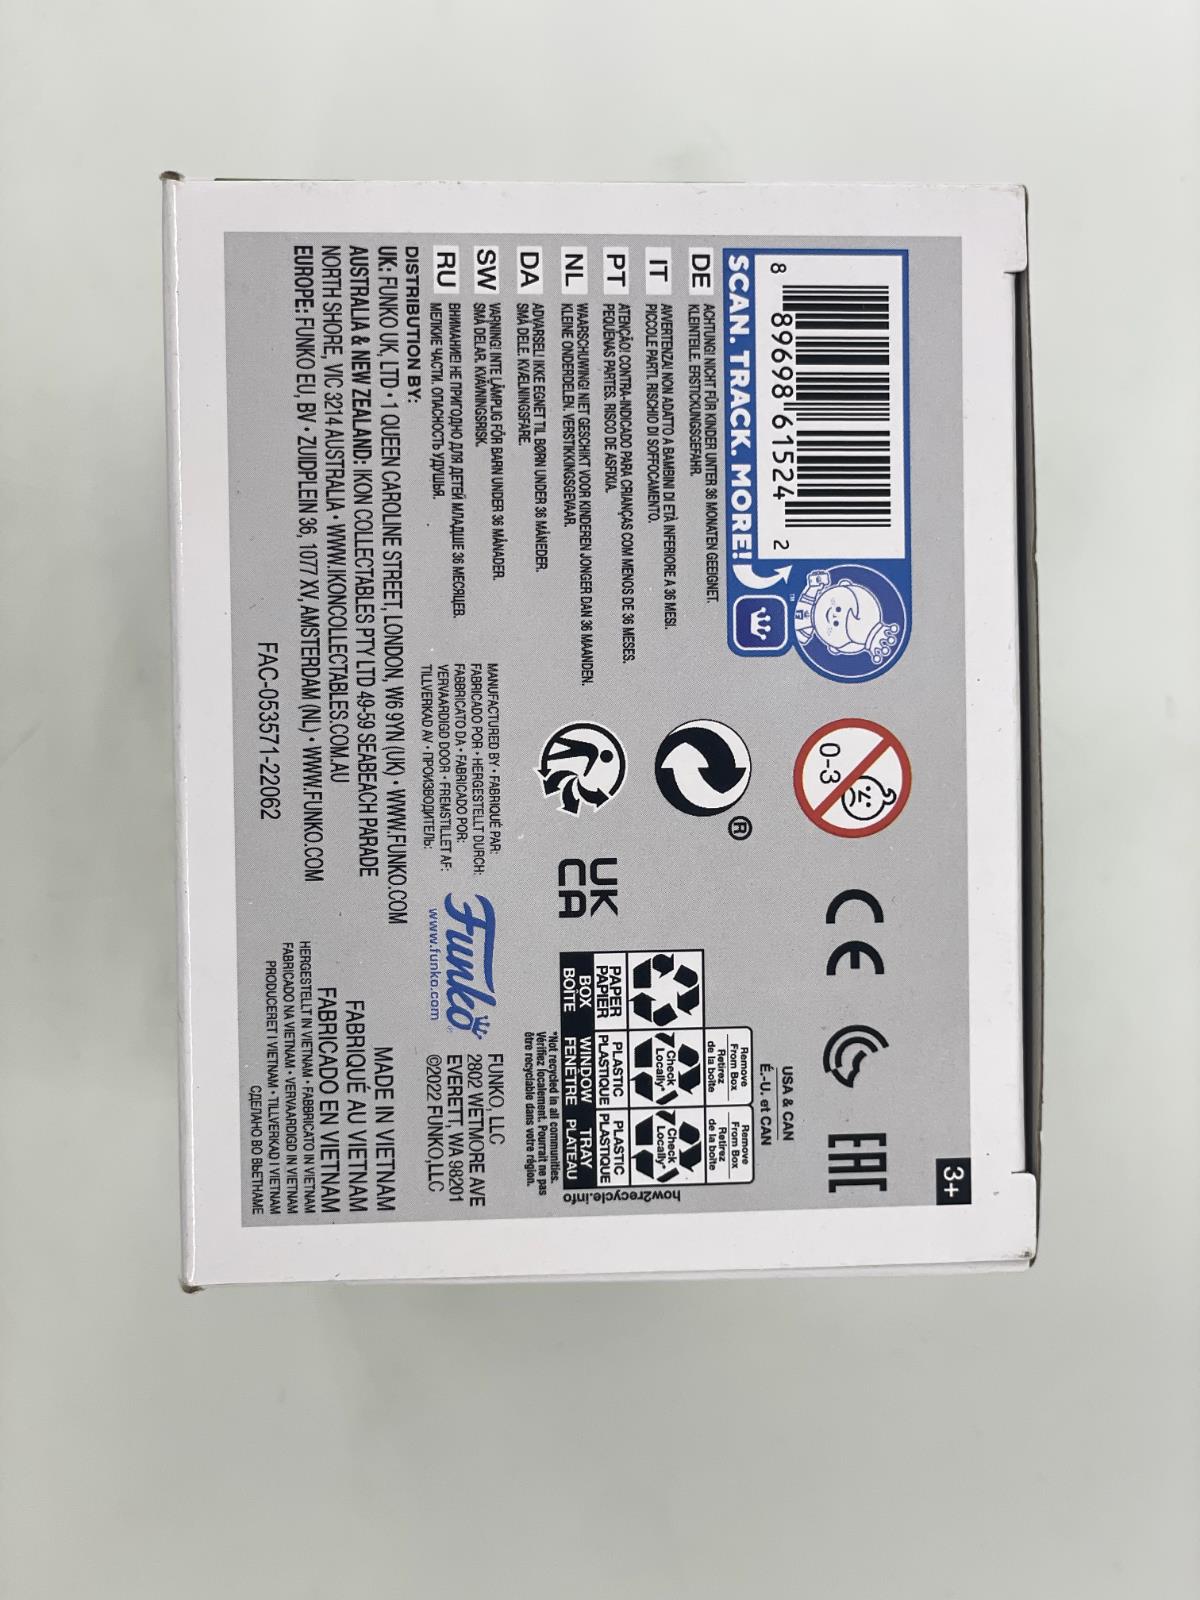 3+
8 89698 61524 2
SCAN. TRACK. MORE!
™
0-3
CE
EAC
DE ACHTUNG! NICHT FÜR KINDER UNTER 36 MONATEN GEEIGNET.
KLEINTEILE. ERSTICKUNGSGEFAHR.
IT AVVERTENZA! NON ADATTO A BAMBINI DI ETÀ INFERIORE A 36 MESI.
PICCOLE PARTI. RISCHIO DI SOFFOCAMENTO.
PT ATENÇÃO! CONTRA-INDICADO PARA CRIANÇAS COM MENOS DE 36 MESES.
PEQUENAS PARTES. RISCO DE ASFIXIA.
NL WAARSCHUWING! NIET GESCHIKT VOOR KINDEREN JONGER DAN 36 MAANDEN.
KLEINE ONDERDELEN. VERSTIKKINGSGEVAAR.
DA ADVARSEL! IKKE EGNET TIL BØRN UNDER 36 MÅNEDER.
SMÅ DELE. KVÆLNINGSFARE.
SW VARNING! INTE LÄMPLIG FÖR BARN UNDER 36 MÅNADER.
SMÅ DELAR. KVÄVNINGSRISK.
RU ВНИМАНИЕ! НЕ ПРИГОДНО ДЛЯ ДЕТЕЙ МЛАДШЕ 36 МЕСЯЦЕВ.
МЕЛКИЕ ЧАСТИ. ОПАСНОСТЬ УДУШЬЯ.
®
UK
CA
USA & CAN
É.-U. et CAN
Remove From Box
Retirez de la boîte
Remove From Box
Retirez de la boîte
Check Locally*
Check Locally*
PAPER PAPIER
PLASTIC PLASTIQUE
PLASTIC PLASTIQUE
BOX BOÎTE
WINDOW FENÊTRE
TRAY PLATEAU
how2recycle.info
*Not recycled in all communities.
Vérifiez localement. Pourrait ne pas
être recyclable dans votre région.
MANUFACTURED BY • FABRIQUÉ PAR:
FABRICADO POR • HERGESTELLT DURCH:
FABBRICATO DA • FABRICADO POR:
VERVAARDIGD DOOR • FREMSTILLET AF:
TILLVERKAD AV • ПРОИЗВОДИТЕЛЬ:
Funko
www.funko.com
FUNKO, LLC
2802 WETMORE AVE
EVERETT, WA 98201
©2022 FUNKO,LLC
DISTRIBUTION BY:
UK: FUNKO UK, LTD • 1 QUEEN CAROLINE STREET, LONDON, W6 9YN (UK) • WWW.FUNKO.COM
AUSTRALIA & NEW ZEALAND: IKON COLLECTABLES PTY LTD 49-59 SEABEACH PARADE
NORTH SHORE, VIC 3214 AUSTRALIA • WWW.IKONCOLLECTABLES.COM.AU
EUROPE: FUNKO EU, BV • ZUIDPLEIN 36, 1077 XV, AMSTERDAM (NL) • WWW.FUNKO.COM
FAC-053571-22062
MADE IN VIETNAM
FABRIQUÉ AU VIETNAM
FABRICADO EN VIETNAM
HERGESTELLT IN VIETNAM • FABBRICATO IN VIETNAM
FABRICADO NA VIETNAM • VERVAARDIGD IN VIETNAM
PRODUCERET I VIETNAM • TILLVERKAD I VIETNAM
СДЕЛАНО ВО ВЬЕТНАМЕ